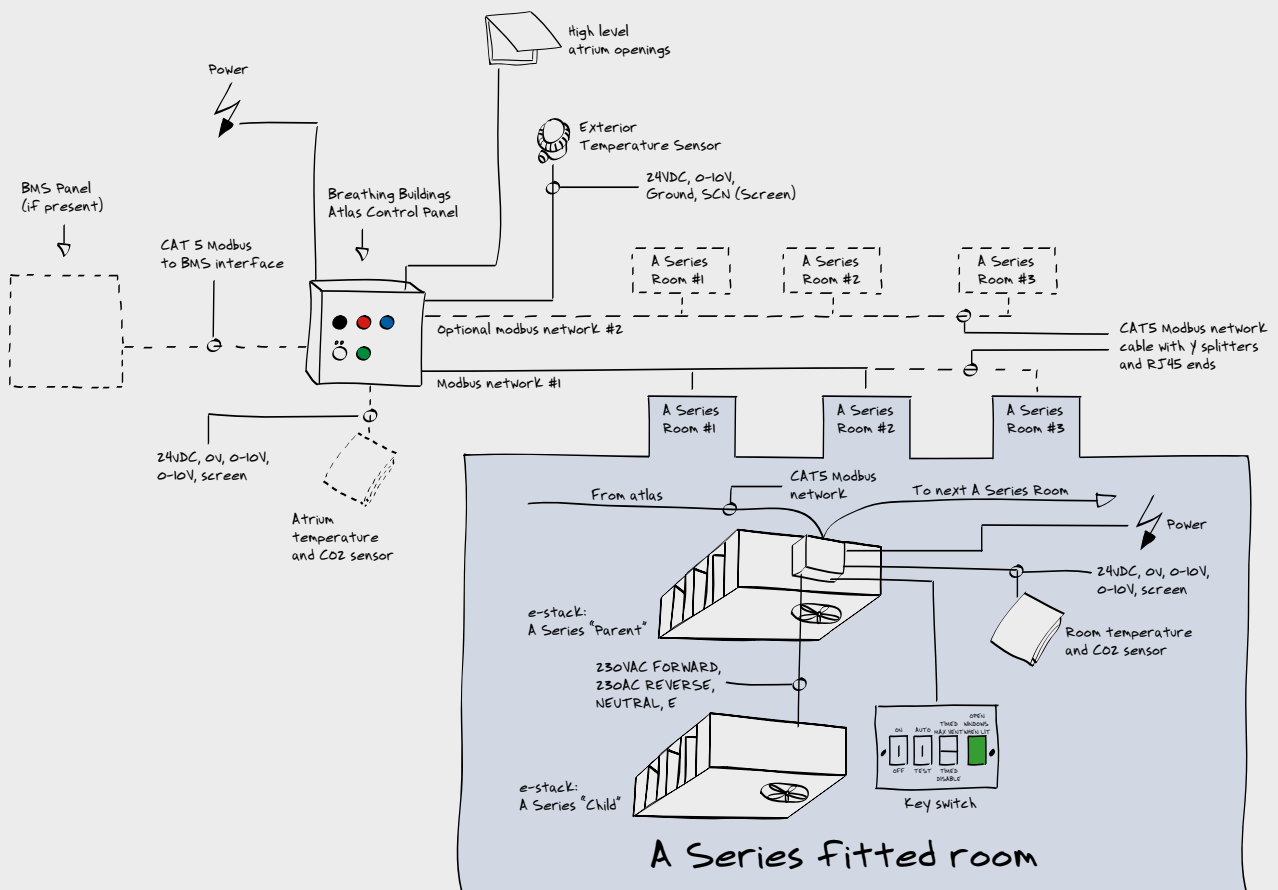 High level
atrium openings
Power
Exterior
Temperature Sensor
24VDC, 0-10V,
Ground, SCN (Screen)
BMS Panel
(if present)
Breathing Buildings
Atlas Control Panel
CAT 5 Modbus
to BMS interface
A Series
Room #1
A Series
Room #2
A Series
Room #3
Optional modbus network #2
CAT5 Modbus network
cable with Y splitters
and RJ45 ends
Modbus network #1
A Series
Room #1
A Series
Room #2
A Series
Room #3
24VDC, 0V, 0-10V,
0-10V, screen
Atrium
temperature
and CO2 sensor
From atlas
CAT5 Modbus
network
To next A Series Room
Power
24VDC, 0V, 0-10V,
0-10V, screen
e-stack:
A Series "Parent"
Room temperature
and CO2 sensor
230VAC FORWARD,
230AC REVERSE,
NEUTRAL, E
OPEN
WINDOWS
WHEN LIT
TIMED
MAX VENT
ON
AUTO
OFF
TEST
TIMED
DISABLE
Key switch
e-stack:
A Series "Child"
A Series fitted room